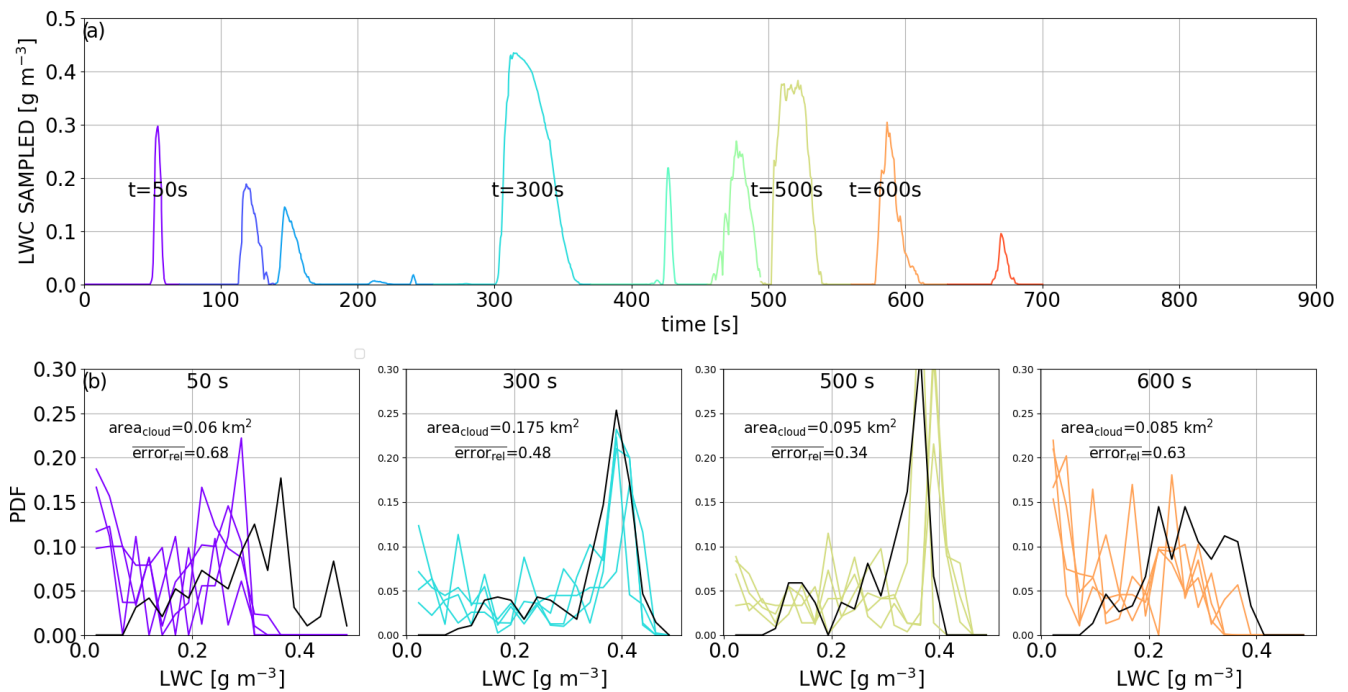 (a)
LWC SAMPLED [g m⁻³]
0.5
0.4
0.3
0.2
0.1
0.0
t=50s t=300s t=500s t=600s
0 100 200 300 400 500 600 700 800 900
time [s]
(b)
PDF
50 s
area_cloud=0.06 km²
error_rel=0.68
0.30
0.25
0.20
0.15
0.10
0.05
0.00
0.0 0.2 0.4
LWC [g m⁻³]
300 s
area_cloud=0.175 km²
error_rel=0.48
0.30
0.25
0.20
0.15
0.10
0.05
0.00
0.0 0.2 0.4
LWC [g m⁻³]
500 s
area_cloud=0.095 km²
error_rel=0.34
0.30
0.25
0.20
0.15
0.10
0.05
0.00
0.0 0.2 0.4
LWC [g m⁻³]
600 s
area_cloud=0.085 km²
error_rel=0.63
0.30
0.25
0.20
0.15
0.10
0.05
0.00
0.0 0.2 0.4
LWC [g m⁻³]